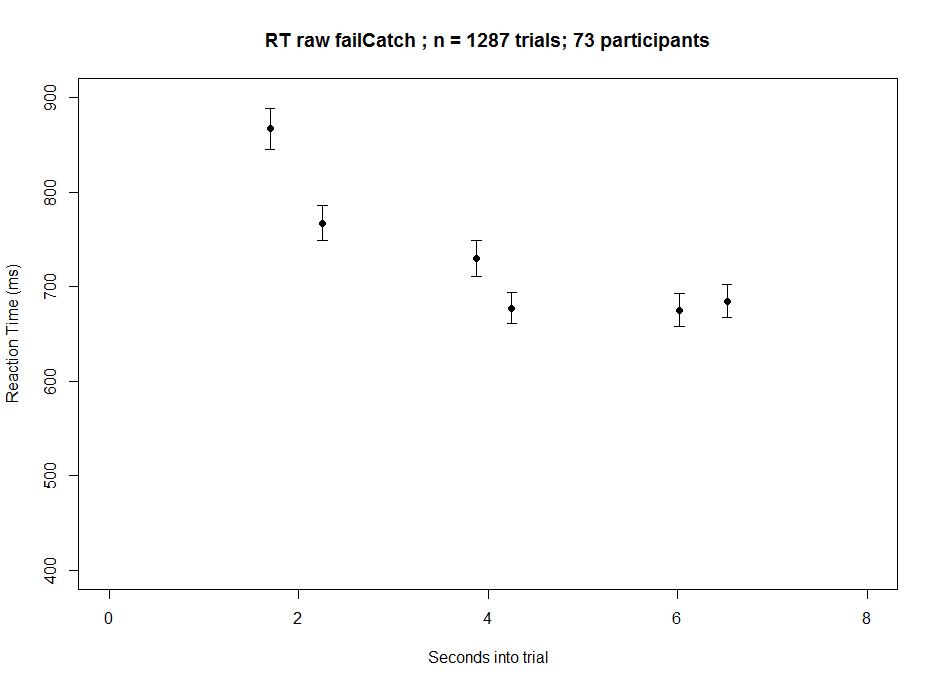 RT raw failCatch ; n = 1287 trials; 73 participants
Reaction Time (ms)
900
800
700
600
500
400
0 2 4 6 8
Seconds into trial